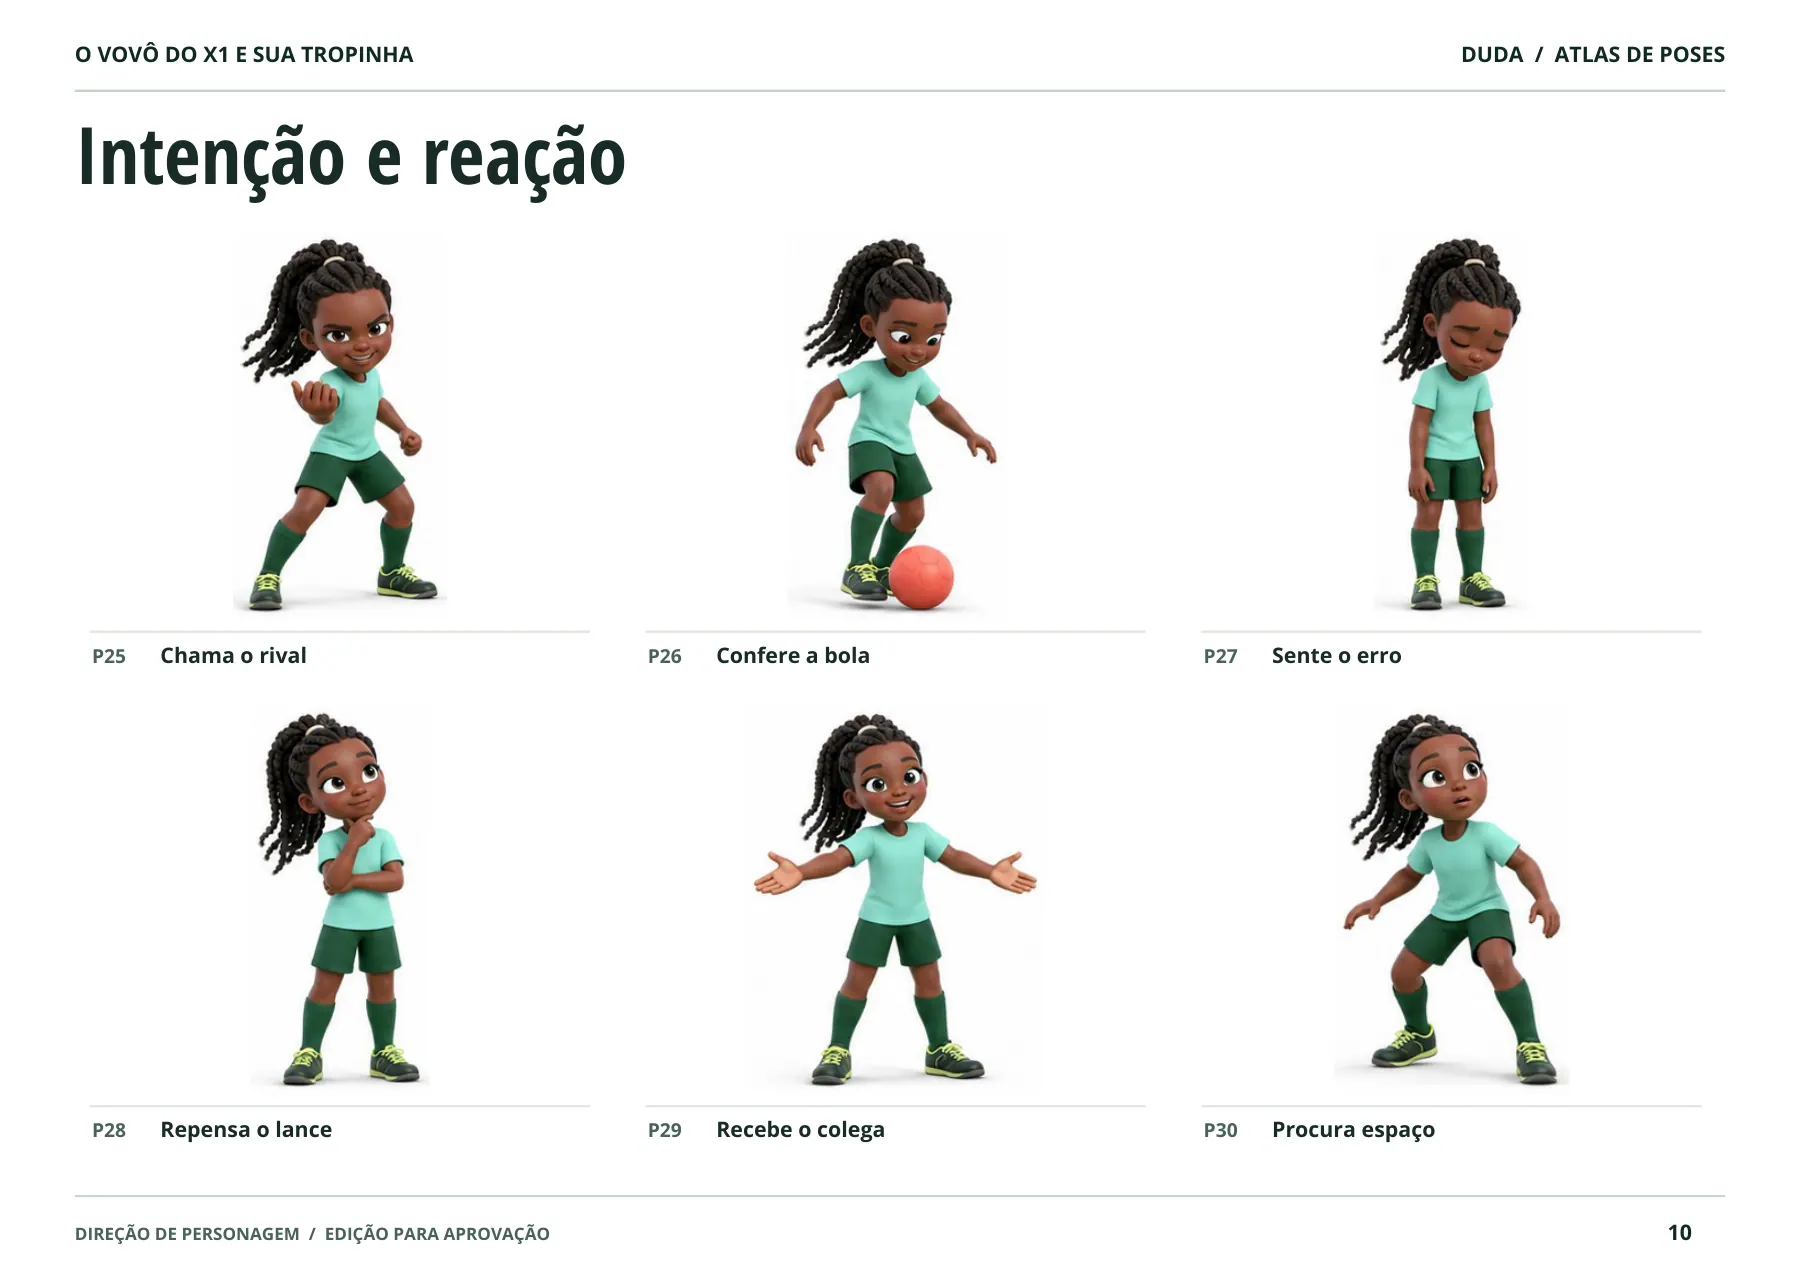 O VOVÔ DO X1 E SUA TROPINHA
DUDA / ATLAS DE POSES
Intenção e reação
P25 Chama o rival
P26 Confere a bola
P27 Sente o erro
P28 Repensa o lance
P29 Recebe o colega
P30 Procura espaço
DIREÇÃO DE PERSONAGEM / EDIÇÃO PARA APROVAÇÃO
10